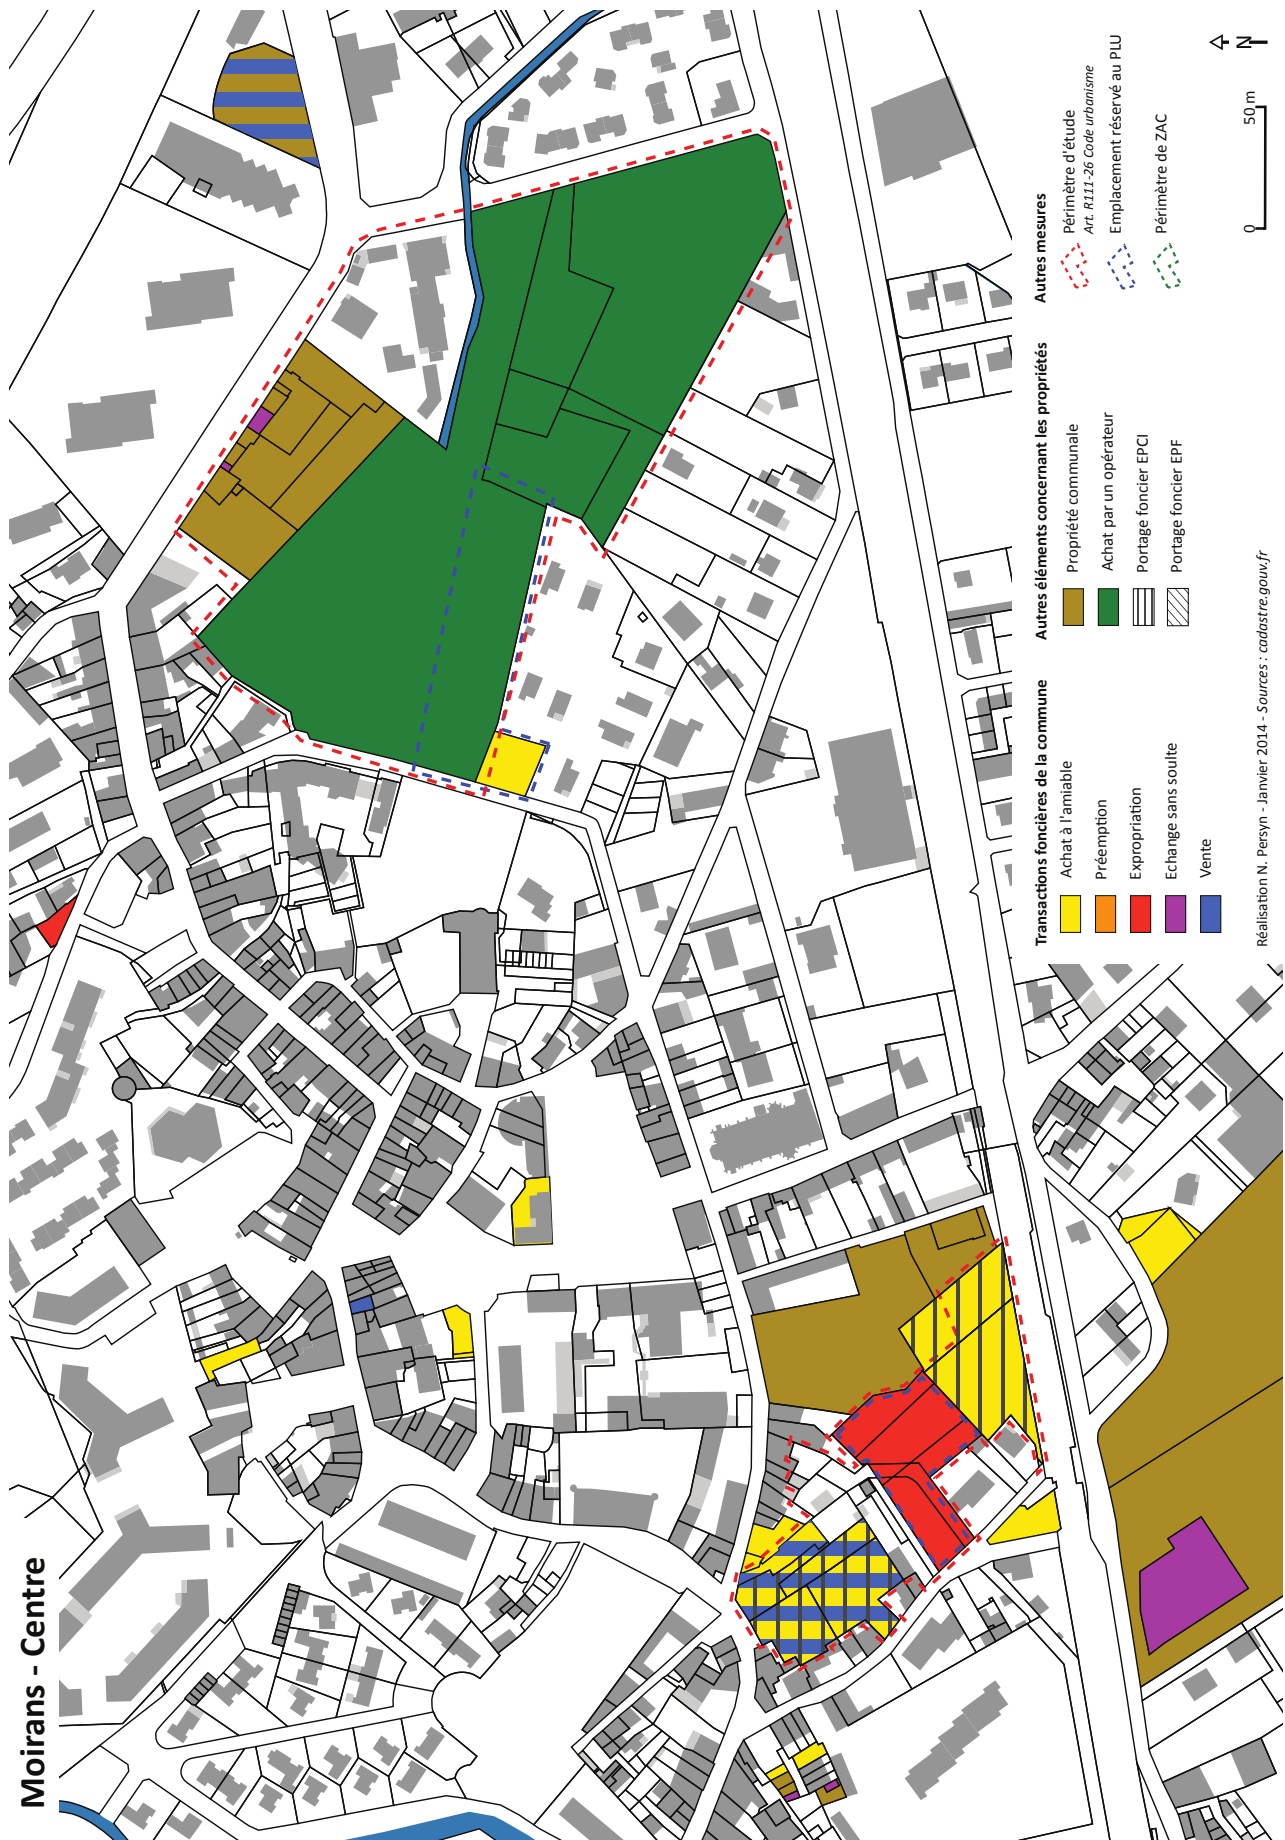 Moirans - Centre
Transactions foncières de la commune
Achat à l'amiable
Préemption
Expropriation
Echange sans soulte
Vente
Autres éléments concernant les propriétés
Propriété communale
Achat par un opérateur
Portage foncier EPCI
Portage foncier EPF
Autres mesures
Périmètre d'étude
Art. R111-26 Code urbanisme
Emplacement réservé au PLU
Périmètre de ZAC
N
0 50 m
Réalisation N. Persyn - Janvier 2014 - Sources : cadastre.gouv.fr